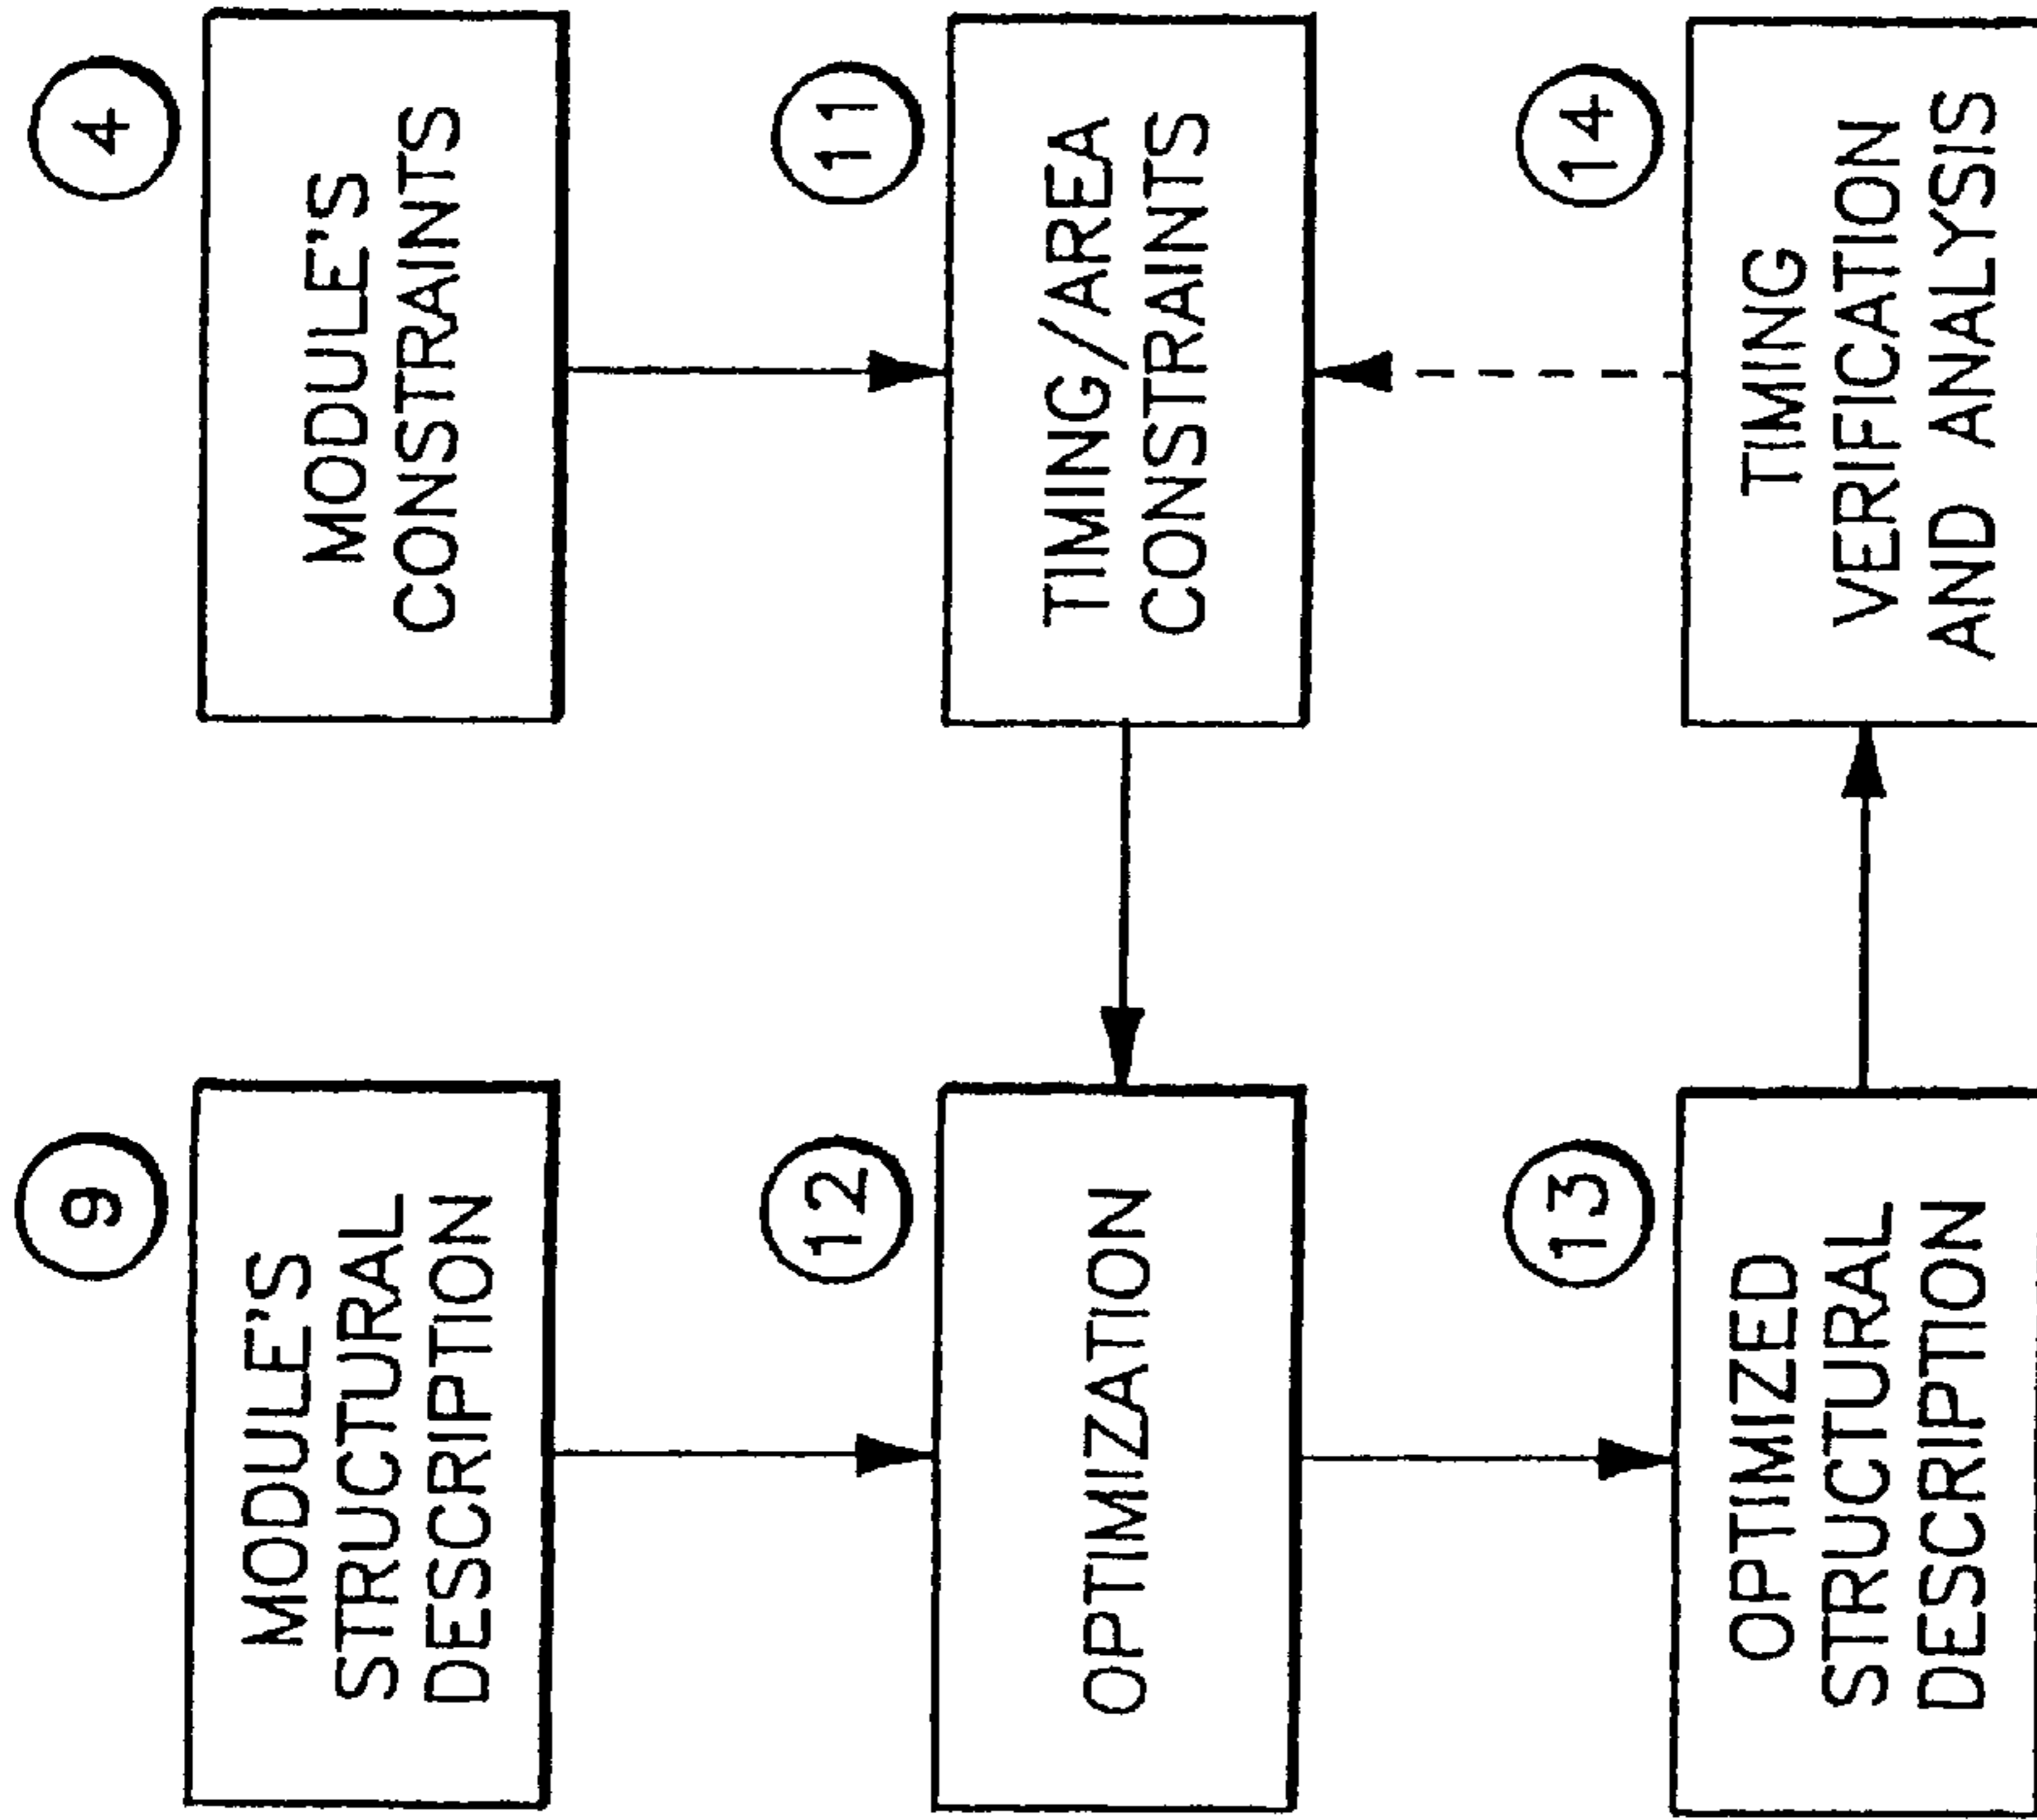 9
MODULE'S
STRUCTURAL
DESCRIPTION
4
MODULE'S
CONSTRAINTS
12
OPTIMIZATION
11
TIMING/AREA
CONSTRAINTS
13
OPTIMIZED
STRUCTURAL
DESCRIPTION
14
TIMING
VERIFICATION
AND ANALYSIS